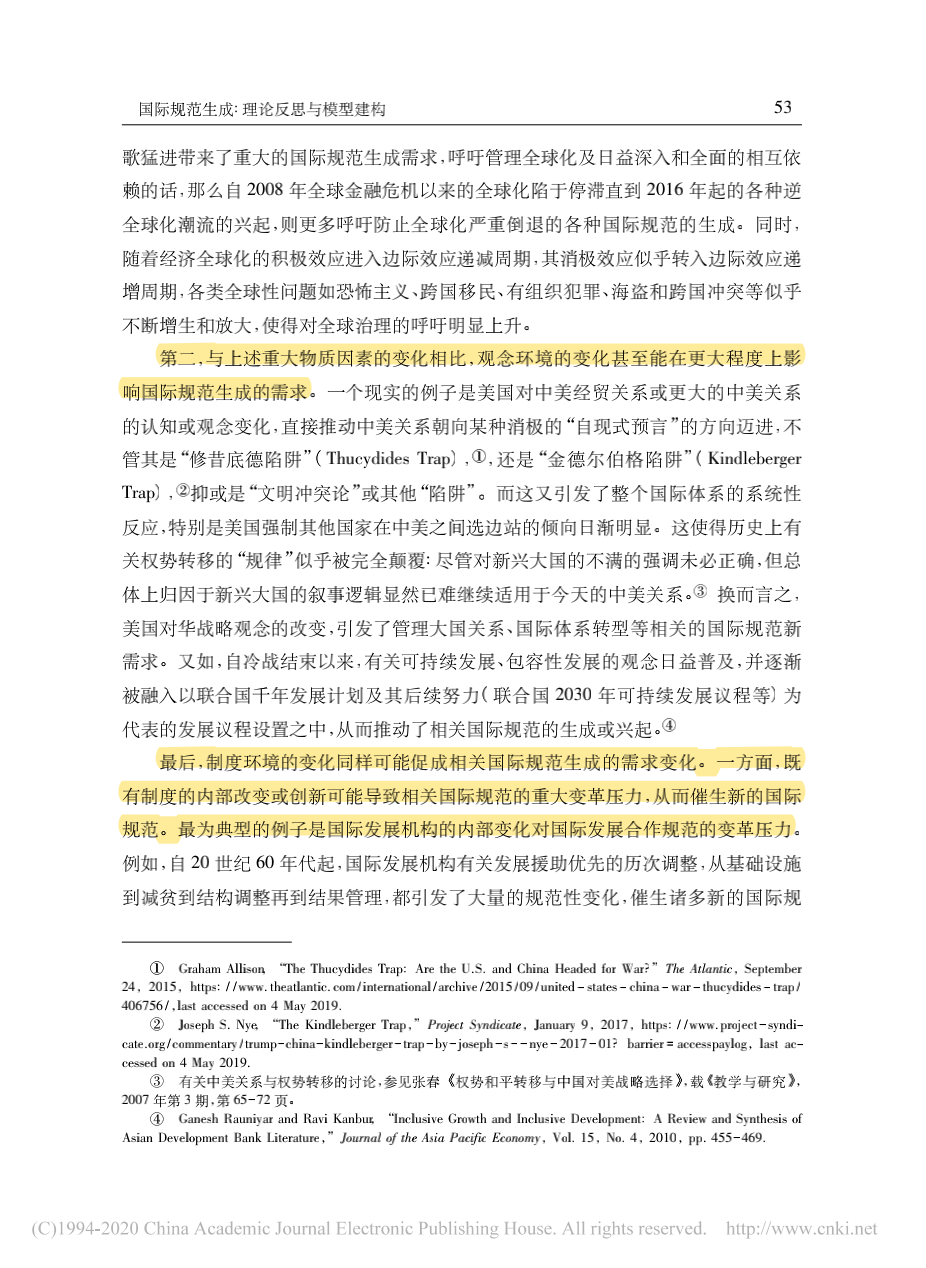 国际规范生成：理论反思与模型建构 53
歌猛进带来了重大的国际规范生成需求，呼吁管理全球化及日益深入和全面的相互依
赖的话，那么自 2008 年全球金融危机以来的全球化陷于停滞直到 2016 年起的各种逆
全球化潮流的兴起，则更多呼吁防止全球化严重倒退的各种国际规范的生成。同时，
随着经济全球化的积极效应进入边际效应递减周期，其消极效应似乎转入边际效应递
增周期，各类全球性问题如恐怖主义、跨国移民、有组织犯罪、海盗和跨国冲突等似乎
不断增生和放大，使得对全球治理的呼吁明显上升。
第二，与上述重大物质因素的变化相比，观念环境的变化甚至能在更大程度上影
响国际规范生成的需求。一个现实的例子是美国对中美经贸关系或更大的中美关系
的认知或观念变化，直接推动中美关系朝向某种消极的“自现式预言”的方向迈进，不
管其是“修昔底德陷阱”（Thucydides Trap），①，还是“金德尔伯格陷阱”（Kindleberger
Trap），②抑或是“文明冲突论”或其他“陷阱”。而这又引发了整个国际体系的系统性
反应，特别是美国强制其他国家在中美之间选边站的倾向日渐明显。这使得历史上有
关权势转移的“规律”似乎被完全颠覆：尽管对新兴大国的不满的强调未必正确，但总
体上归因于新兴大国的叙事逻辑显然已难继续适用于今天的中美关系。③ 换而言之，
美国对华战略观念的改变，引发了管理大国关系、国际体系转型等相关的国际规范新
需求。又如，自冷战结束以来，有关可持续发展、包容性发展的观念日益普及，并逐渐
被融入以联合国千年发展计划及其后续努力（联合国 2030 年可持续发展议程等）为
代表的发展议程设置之中，从而推动了相关国际规范的生成或兴起。④
最后，制度环境的变化同样可能促成相关国际规范生成的需求变化。一方面，既
有制度的内部改变或创新可能导致相关国际规范的重大变革压力，从而催生新的国际
规范。最为典型的例子是国际发展机构的内部变化对国际发展合作规范的变革压力。
例如，自 20 世纪 60 年代起，国际发展机构有关发展援助优先的历次调整，从基础设施
到减贫到结构调整再到结果管理，都引发了大量的规范性变化，催生诸多新的国际规
① Graham Allison, “The Thucydides Trap: Are the U.S. and China Headed for War?” The Atlantic, September
24, 2015, https://www.theatlantic.com/international/archive/2015/09/united-states-china-war-thucydides-trap/
406756/, last accessed on 4 May 2019.
② Joseph S. Nye, “The Kindleberger Trap,” Project Syndicate, January 9, 2017, https://www.project-syndi-
cate.org/commentary/trump-china-kindleberger-trap-by-joseph-s--nye-2017-01? barrier=accesspaylog, last ac-
cessed on 4 May 2019.
③ 有关中美关系与权势转移的讨论，参见张春《权势和平转移与中国对美战略选择》，载《教学与研究》，
2007 年第 3 期，第 65-72 页。
④ Ganesh Rauniyar and Ravi Kanbur, “Inclusive Growth and Inclusive Development: A Review and Synthesis of
Asian Development Bank Literature,” Journal of the Asia Pacific Economy, Vol. 15, No. 4, 2010, pp. 455-469.
(C)1994-2020 China Academic Journal Electronic Publishing House. All rights reserved. http://www.cnki.net